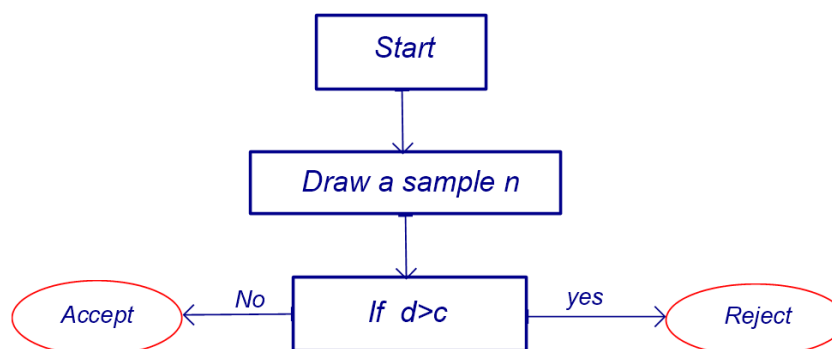 Start
Draw a sample n
Accept
No
If d>c
yes
Reject